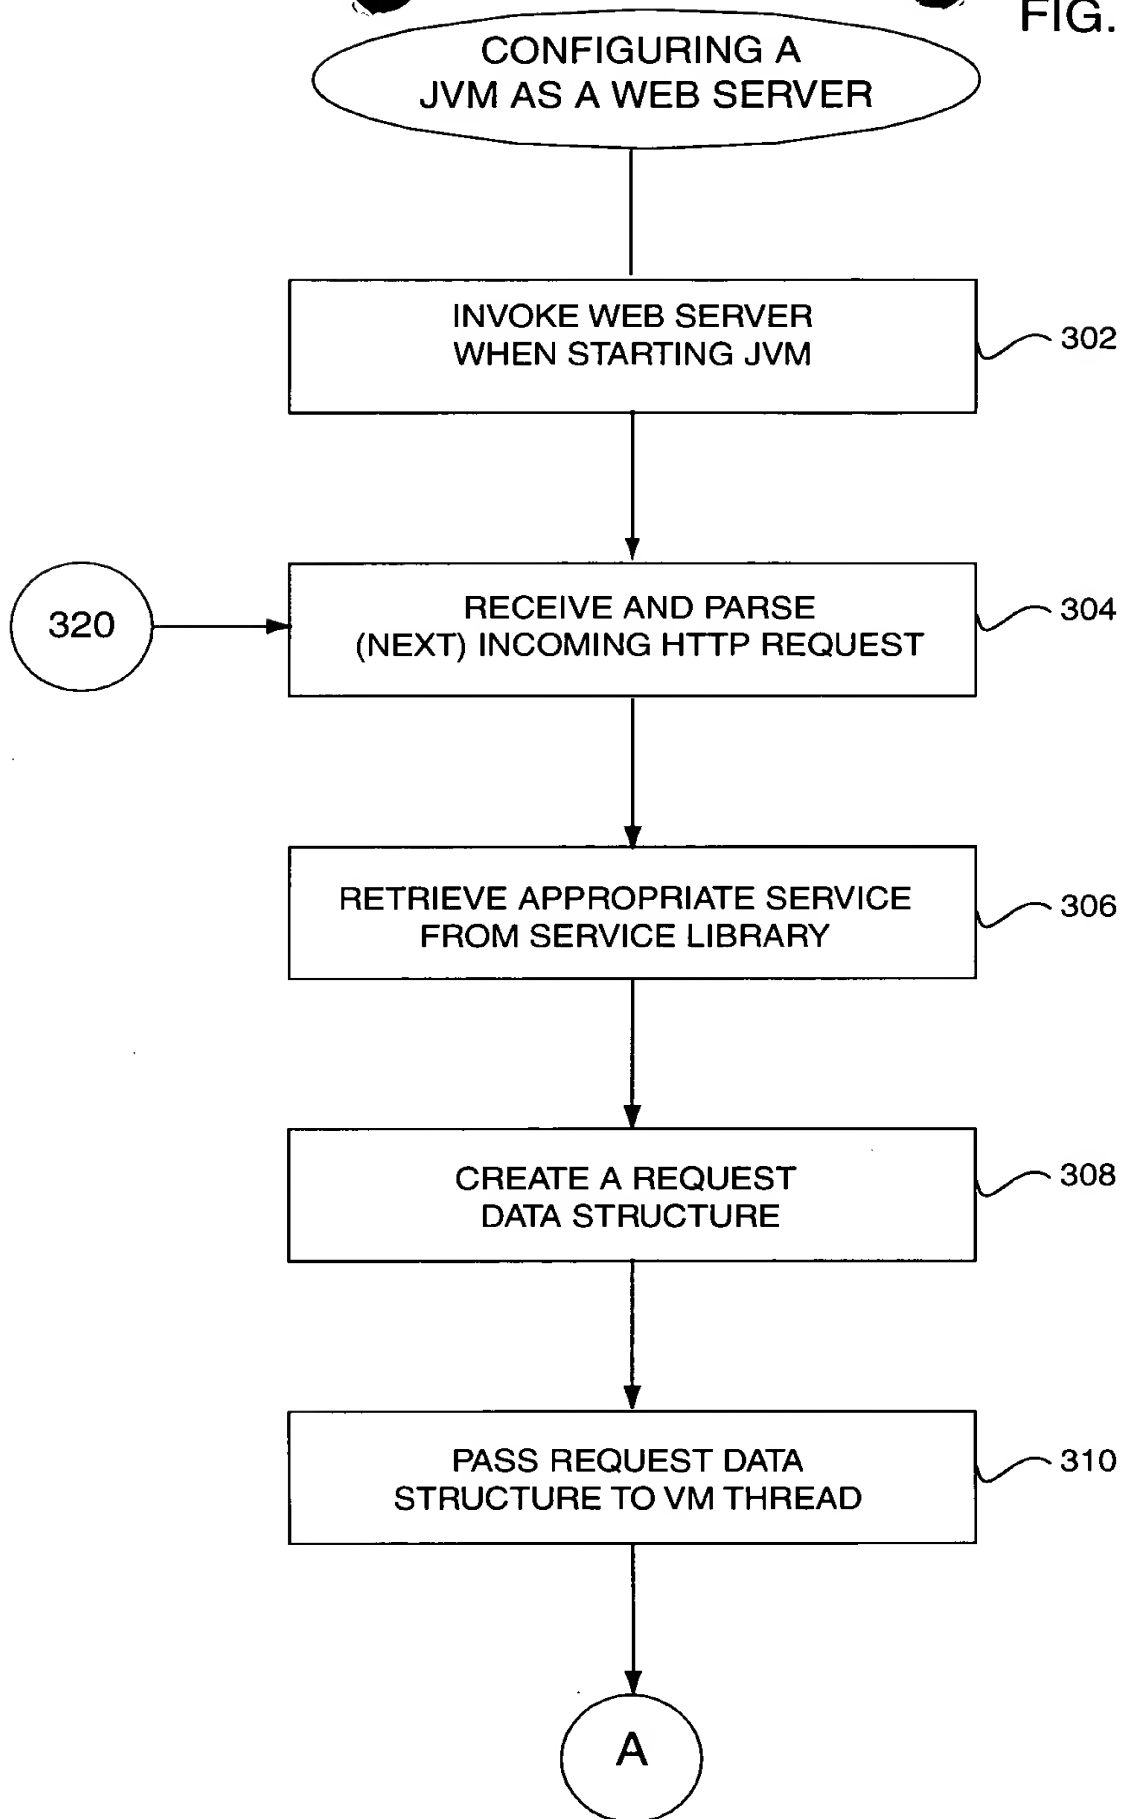 FIG.
CONFIGURING A
JVM AS A WEB SERVER
INVOKE WEB SERVER
WHEN STARTING JVM
302
320
RECEIVE AND PARSE
(NEXT) INCOMING HTTP REQUEST
304
RETRIEVE APPROPRIATE SERVICE
FROM SERVICE LIBRARY
306
CREATE A REQUEST
DATA STRUCTURE
308
PASS REQUEST DATA
STRUCTURE TO VM THREAD
310
A